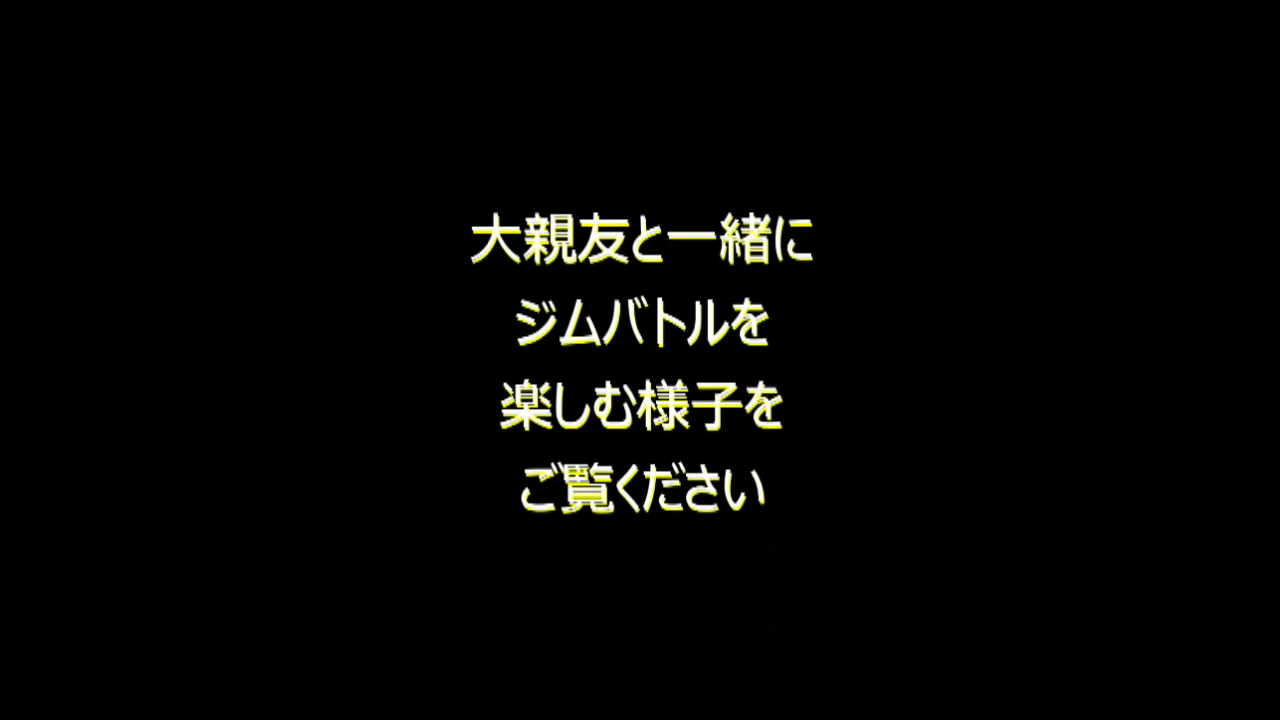 大親友と一緒に
ジムバトルを
楽しむ様子を
ご覧ください